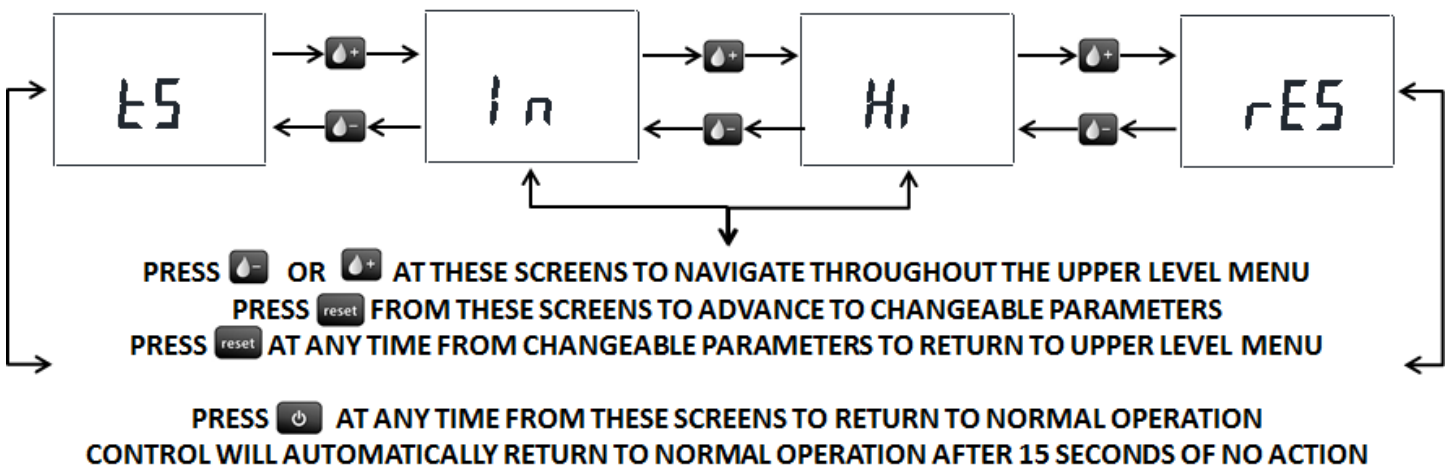 tS In Hi rES
PRESS - OR + AT THESE SCREENS TO NAVIGATE THROUGHOUT THE UPPER LEVEL MENU
PRESS reset FROM THESE SCREENS TO ADVANCE TO CHANGEABLE PARAMETERS
PRESS reset AT ANY TIME FROM CHANGEABLE PARAMETERS TO RETURN TO UPPER LEVEL MENU
PRESS AT ANY TIME FROM THESE SCREENS TO RETURN TO NORMAL OPERATION
CONTROL WILL AUTOMATICALLY RETURN TO NORMAL OPERATION AFTER 15 SECONDS OF NO ACTION